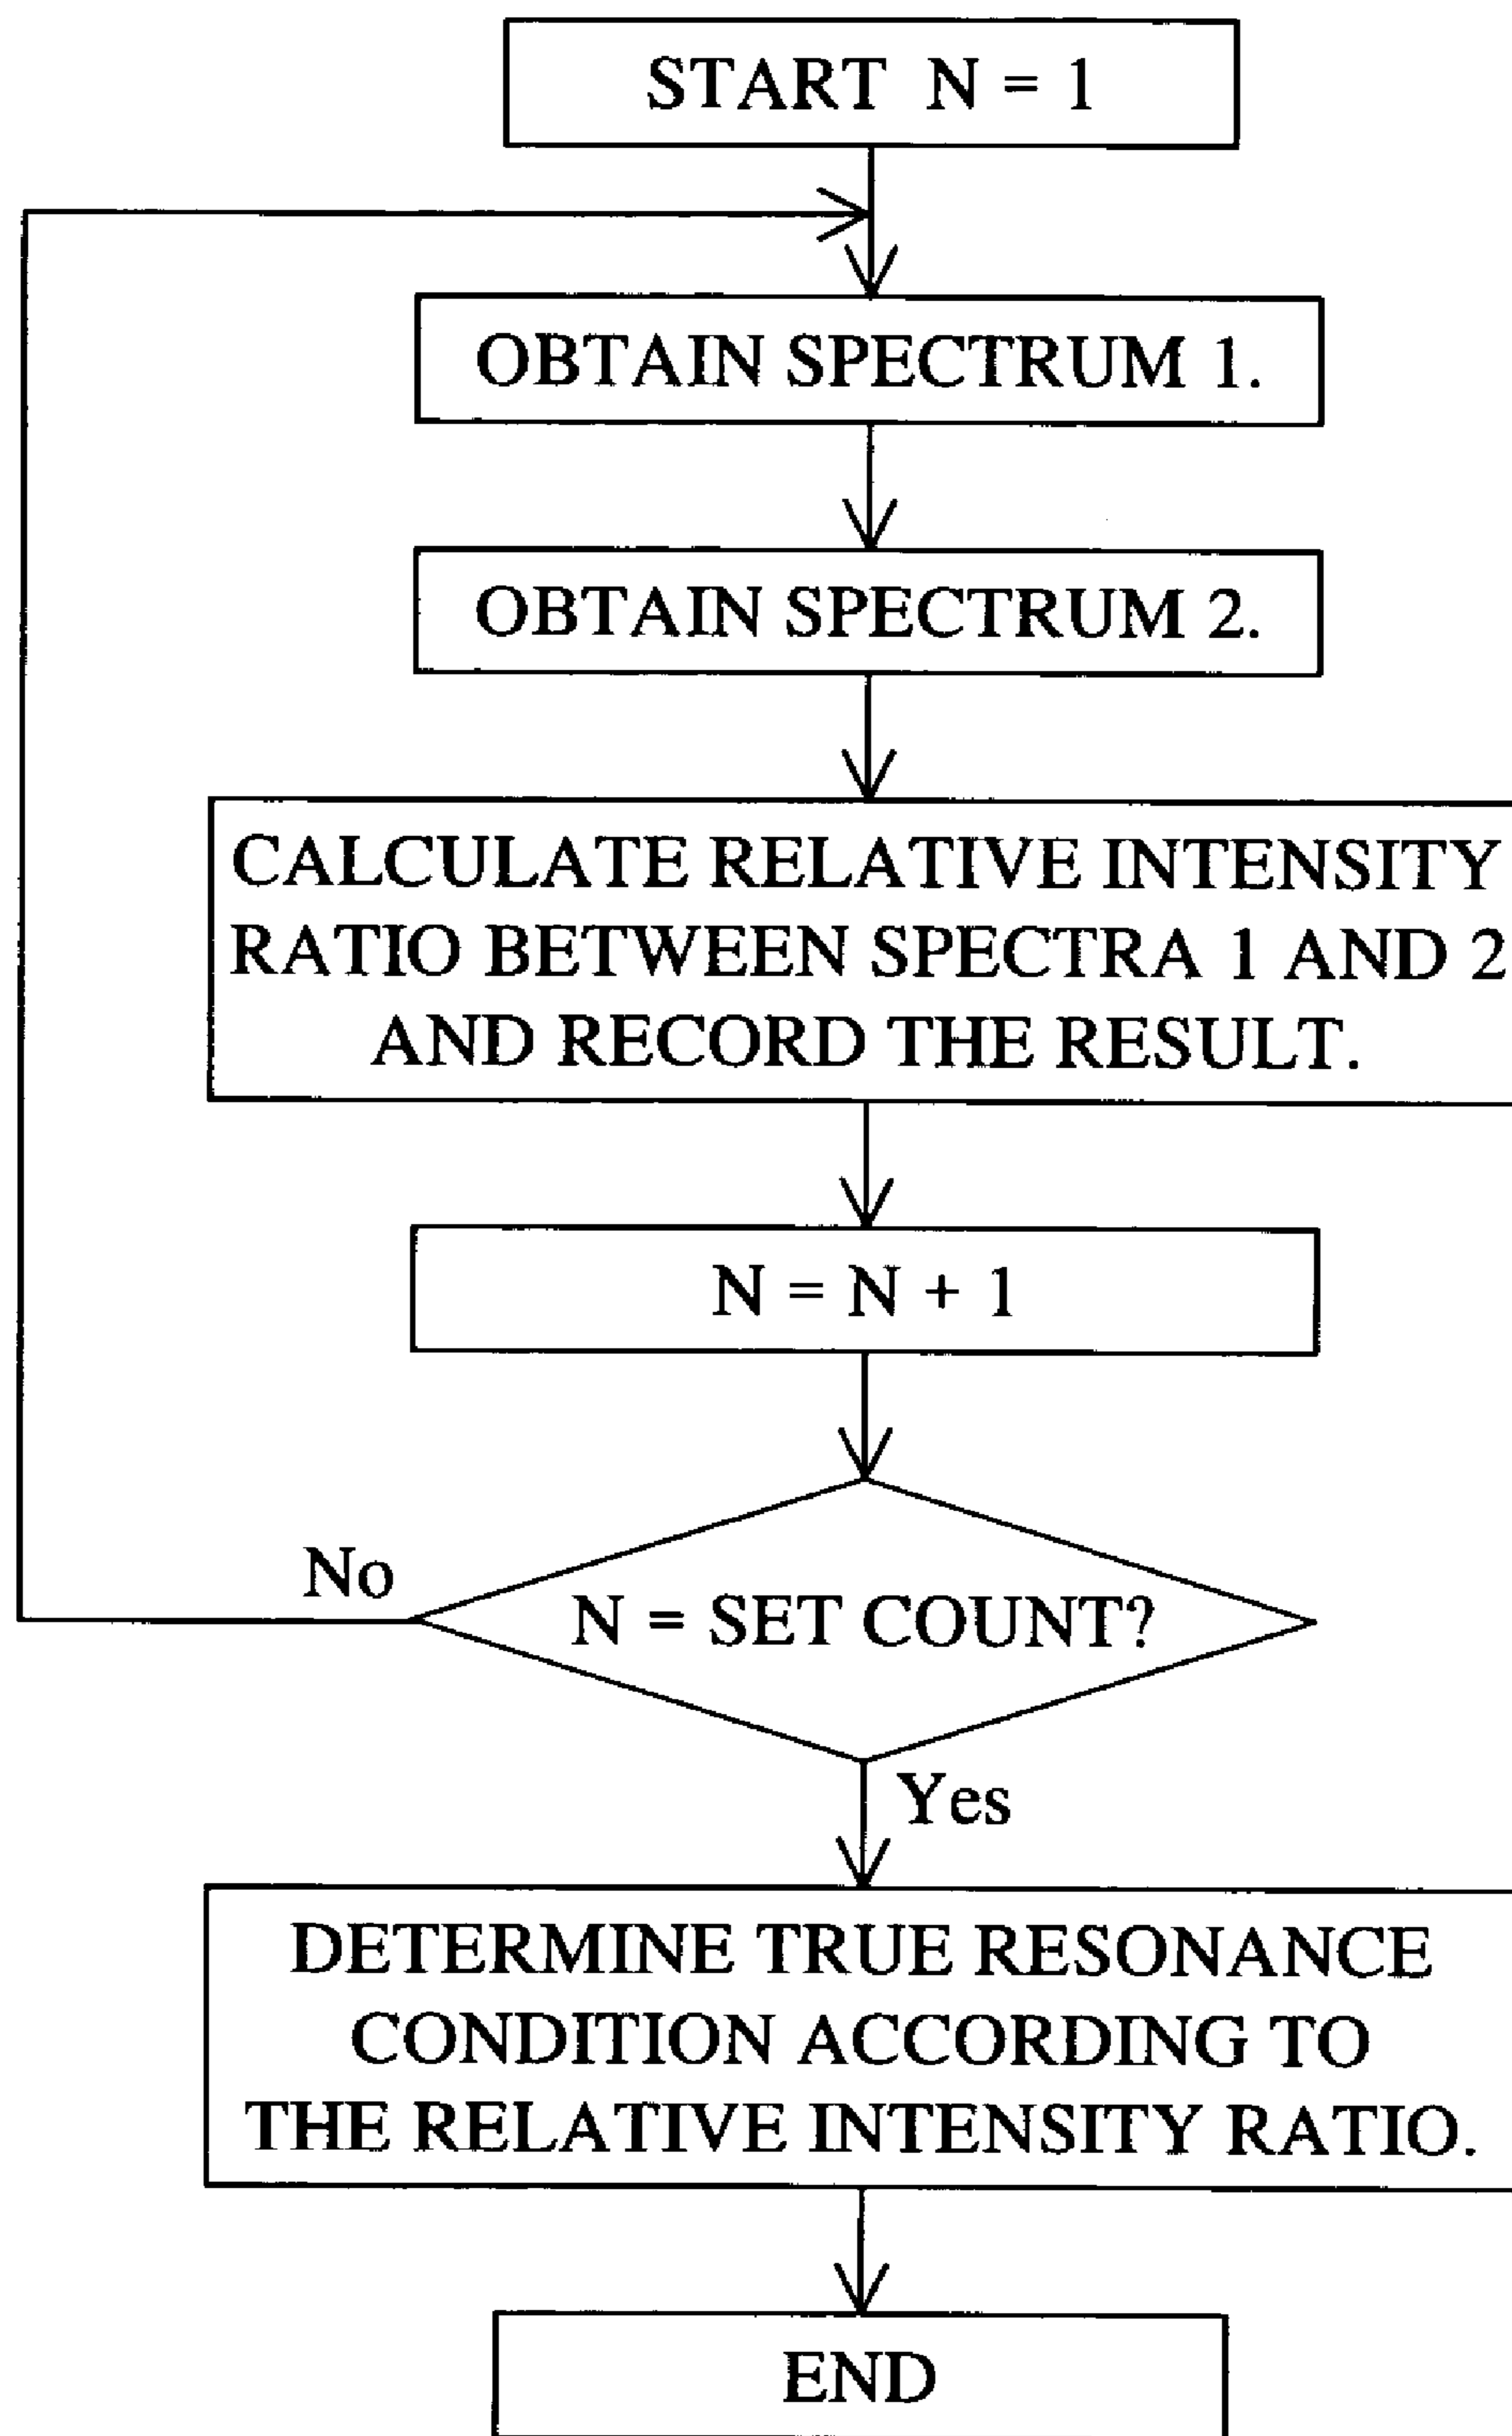 START N = 1
OBTAIN SPECTRUM 1.
OBTAIN SPECTRUM 2.
CALCULATE RELATIVE INTENSITY
RATIO BETWEEN SPECTRA 1 AND 2
AND RECORD THE RESULT.
N = N + 1
No
N = SET COUNT?
Yes
DETERMINE TRUE RESONANCE
CONDITION ACCORDING TO
THE RELATIVE INTENSITY RATIO.
END